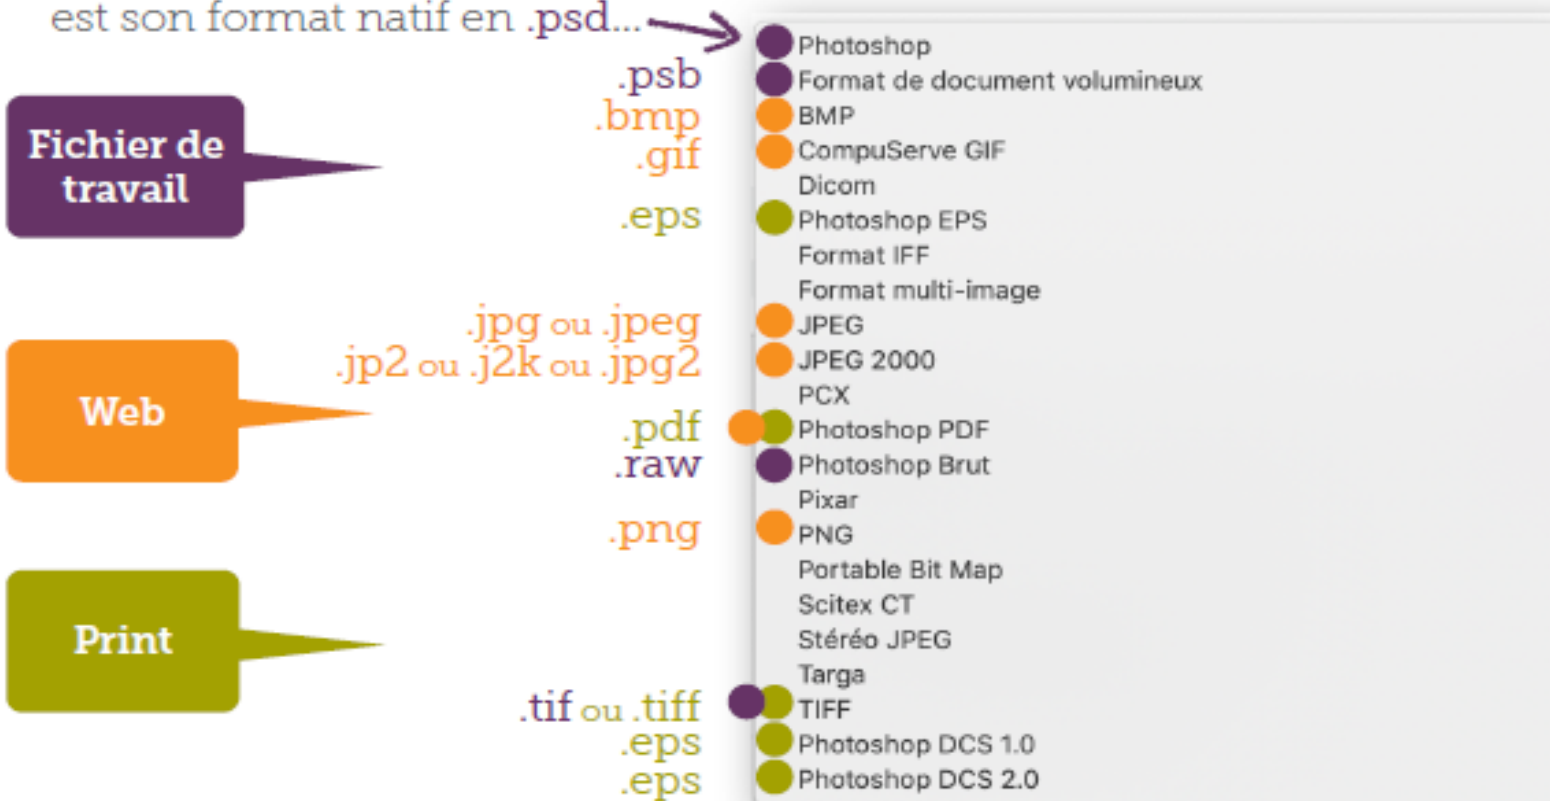 est son format natif en .psd...
Photoshop
.psb
Format de document volumineux
.bmp
BMP
.gif
CompuServe GIF
Fichier de
travail
Dicom
.eps
Photoshop EPS
Format IFF
Format multi-image
.jpg ou .jpeg
JPEG
.jp2 ou .j2k ou .jpg2
JPEG 2000
PCX
Web
.pdf
Photoshop PDF
.raw
Photoshop Brut
Pixar
.png
PNG
Portable Bit Map
Scitex CT
Print
Stéréo JPEG
Targa
.tif ou .tiff
TIFF
.eps
Photoshop DCS 1.0
.eps
Photoshop DCS 2.0